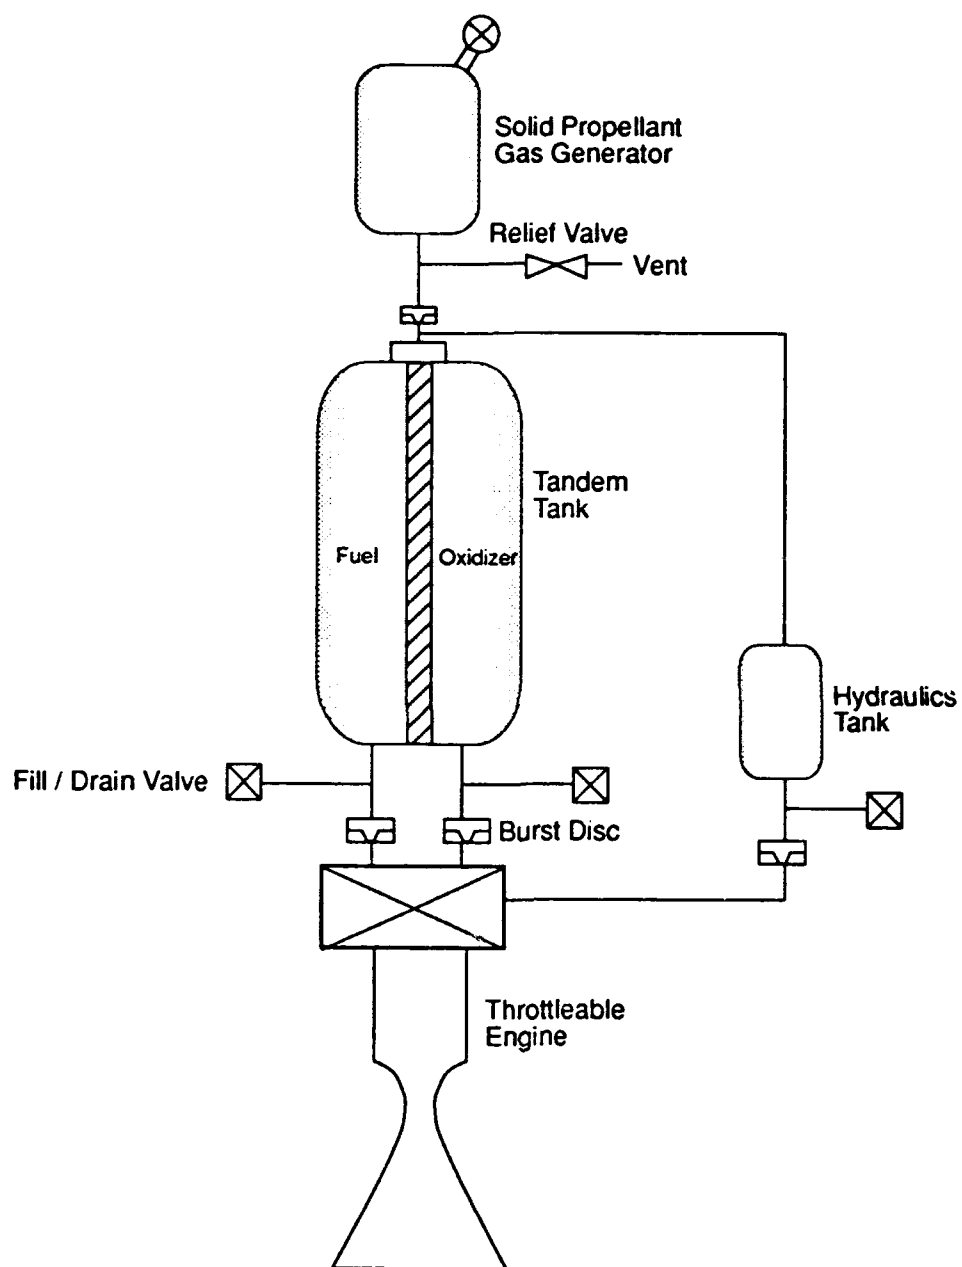 Solid Propellant
Gas Generator
Relief Valve
Vent
Tandem
Tank
Fuel
Oxidizer
Hydraulics
Tank
Fill / Drain Valve
Burst Disc
Throttleable
Engine